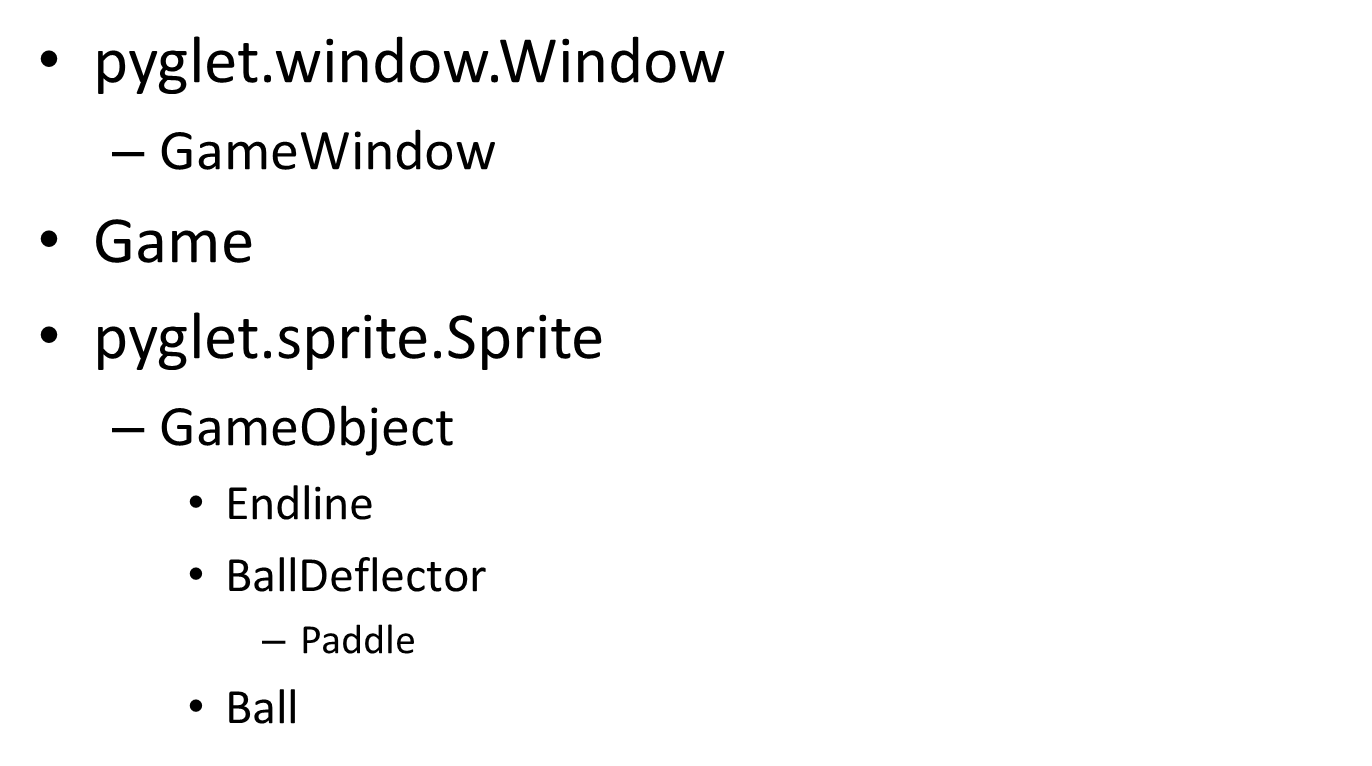 • pyglet.window.Window
– GameWindow
• Game
• pyglet.sprite.Sprite
– GameObject
• Endline
• BallDeflector
– Paddle
• Ball